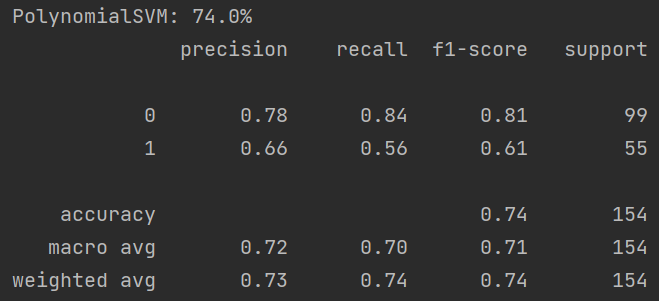 PolynomialSVM: 74.0%
precision recall f1-score support
0 0.78 0.84 0.81 99
1 0.66 0.56 0.61 55
accuracy 0.74 154
macro avg 0.72 0.70 0.71 154
weighted avg 0.73 0.74 0.74 154